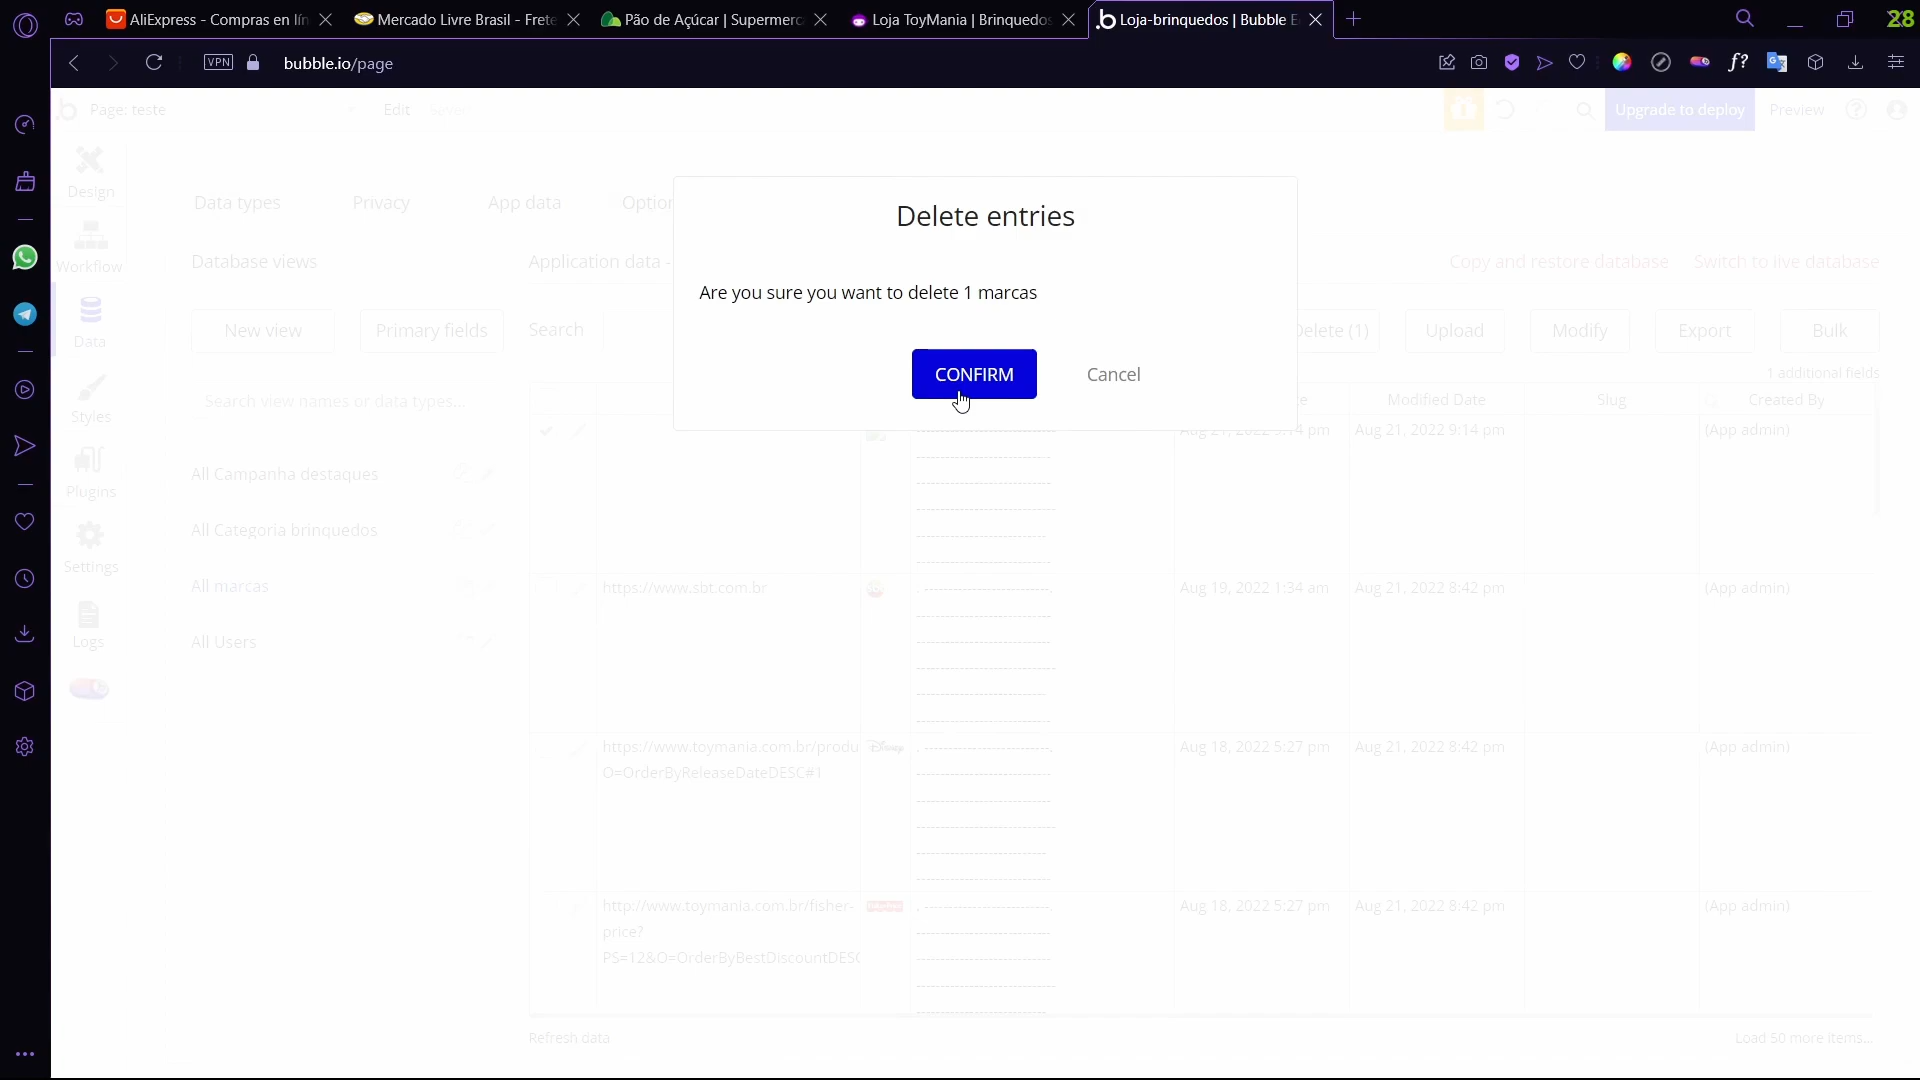 AliExpress - Compras en lín
Mercado Livre Brasil - Frete
Pão de Açúcar | Supermerc
Loja ToyMania | Brinquedos
Loja-brinquedos | Bubble E
28
VPN
bubble.io/page
Page: teste
Edit
Saved
Upgrade to deploy
Preview
Design
Workflow
Data
Styles
Plugins
Settings
Logs
Data types
Privacy
App data
Option
Database views
Application data -
Copy and restore database
Switch to live database
New view
Primary fields
Search
Delete (1)
Upload
Modify
Export
Bulk
1 additional fields
Search view names or data types...
All Campanha destaques
All Categoria brinquedos
All marcas
All Users
Delete entries
Are you sure you want to delete 1 marcas
CONFIRM
Cancel
Modified Date
Slug
Created By
Aug 21, 2022 9:14 pm
Aug 21, 2022 9:14 pm
(App admin)
https://www.sbt.com.br
Aug 19, 2022 1:34 am
Aug 21, 2022 8:42 pm
(App admin)
https://www.toymania.com.br/produ
O=OrderByReleaseDateDESC#1
Disney
Aug 18, 2022 5:27 pm
Aug 21, 2022 8:42 pm
(App admin)
http://www.toymania.com.br/fisher-
price?
PS=12&O=OrderByBestDiscountDESC
Aug 18, 2022 5:27 pm
Aug 21, 2022 8:42 pm
(App admin)
Refresh data
Load 50 more items...